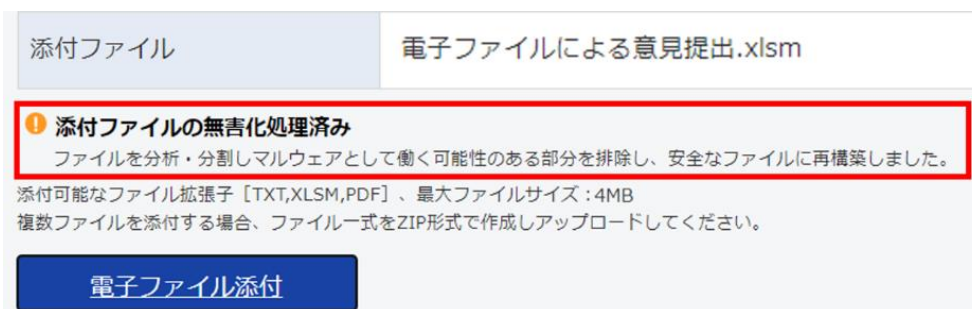 添付ファイル
電子ファイルによる意見提出.xlsm
添付ファイルの無害化処理済み
ファイルを分析・分割しマルウェアとして働く可能性のある部分を排除し、安全なファイルに再構築しました。
添付可能なファイル拡張子［TXT,XLSM,PDF］、最大ファイルサイズ：4MB
複数ファイルを添付する場合、ファイル一式をZIP形式で作成しアップロードしてください。
電子ファイル添付